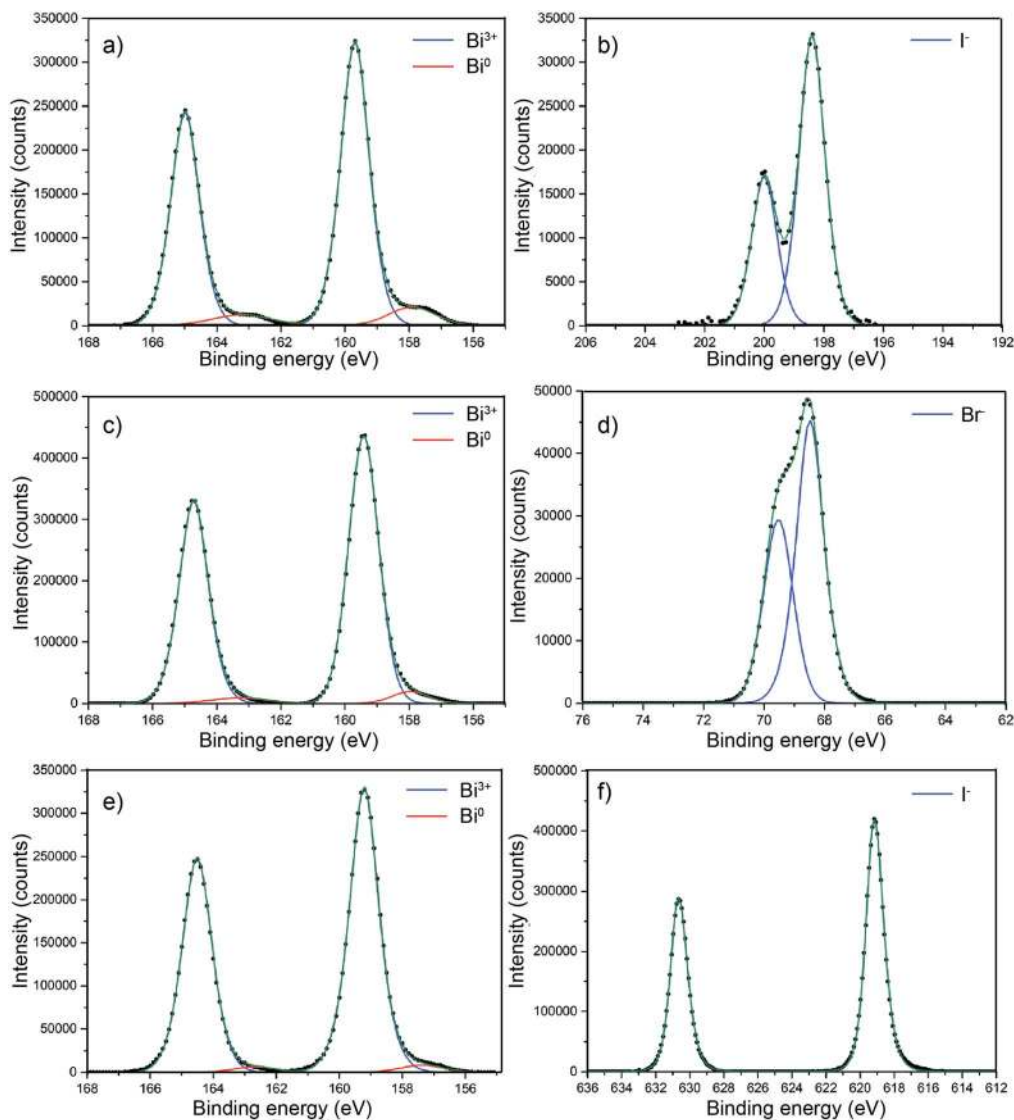 a)
Bi³⁺
Bi⁰
350000
300000
250000
200000
150000
100000
50000
0
Intensity (counts)
168 166 164 162 160 158 156
Binding energy (eV)
b)
I⁻
35000
30000
25000
20000
15000
10000
5000
0
Intensity (counts)
206 204 202 200 198 196 194 192
Binding energy (eV)
c)
Bi³⁺
Bi⁰
500000
400000
300000
200000
100000
0
Intensity (counts)
168 166 164 162 160 158 156
Binding energy (eV)
d)
Br⁻
50000
40000
30000
20000
10000
0
Intensity (counts)
76 74 72 70 68 66 64 62
Binding energy (eV)
e)
Bi³⁺
Bi⁰
350000
300000
250000
200000
150000
100000
50000
0
Intensity (counts)
168 166 164 162 160 158 156
Binding energy (eV)
f)
I⁻
500000
400000
300000
200000
100000
0
Intensity (counts)
636 634 632 630 628 626 624 622 620 618 616 614 612
Binding energy (eV)